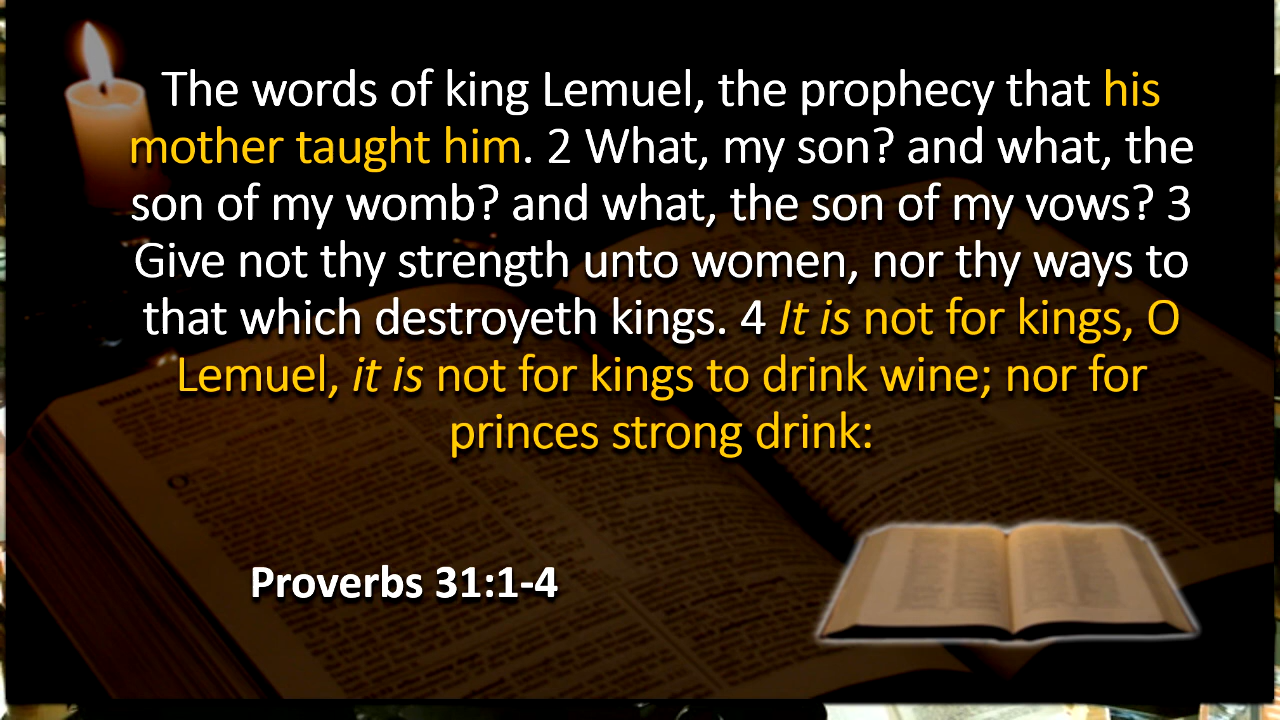 The words of king Lemuel, the prophecy that his
mother taught him. 2 What, my son? and what, the
son of my womb? and what, the son of my vows? 3
Give not thy strength unto women, nor thy ways to
that which destroyeth kings. 4 It is not for kings, O
Lemuel, it is not for kings to drink wine; nor for
princes strong drink:
Proverbs 31:1-4